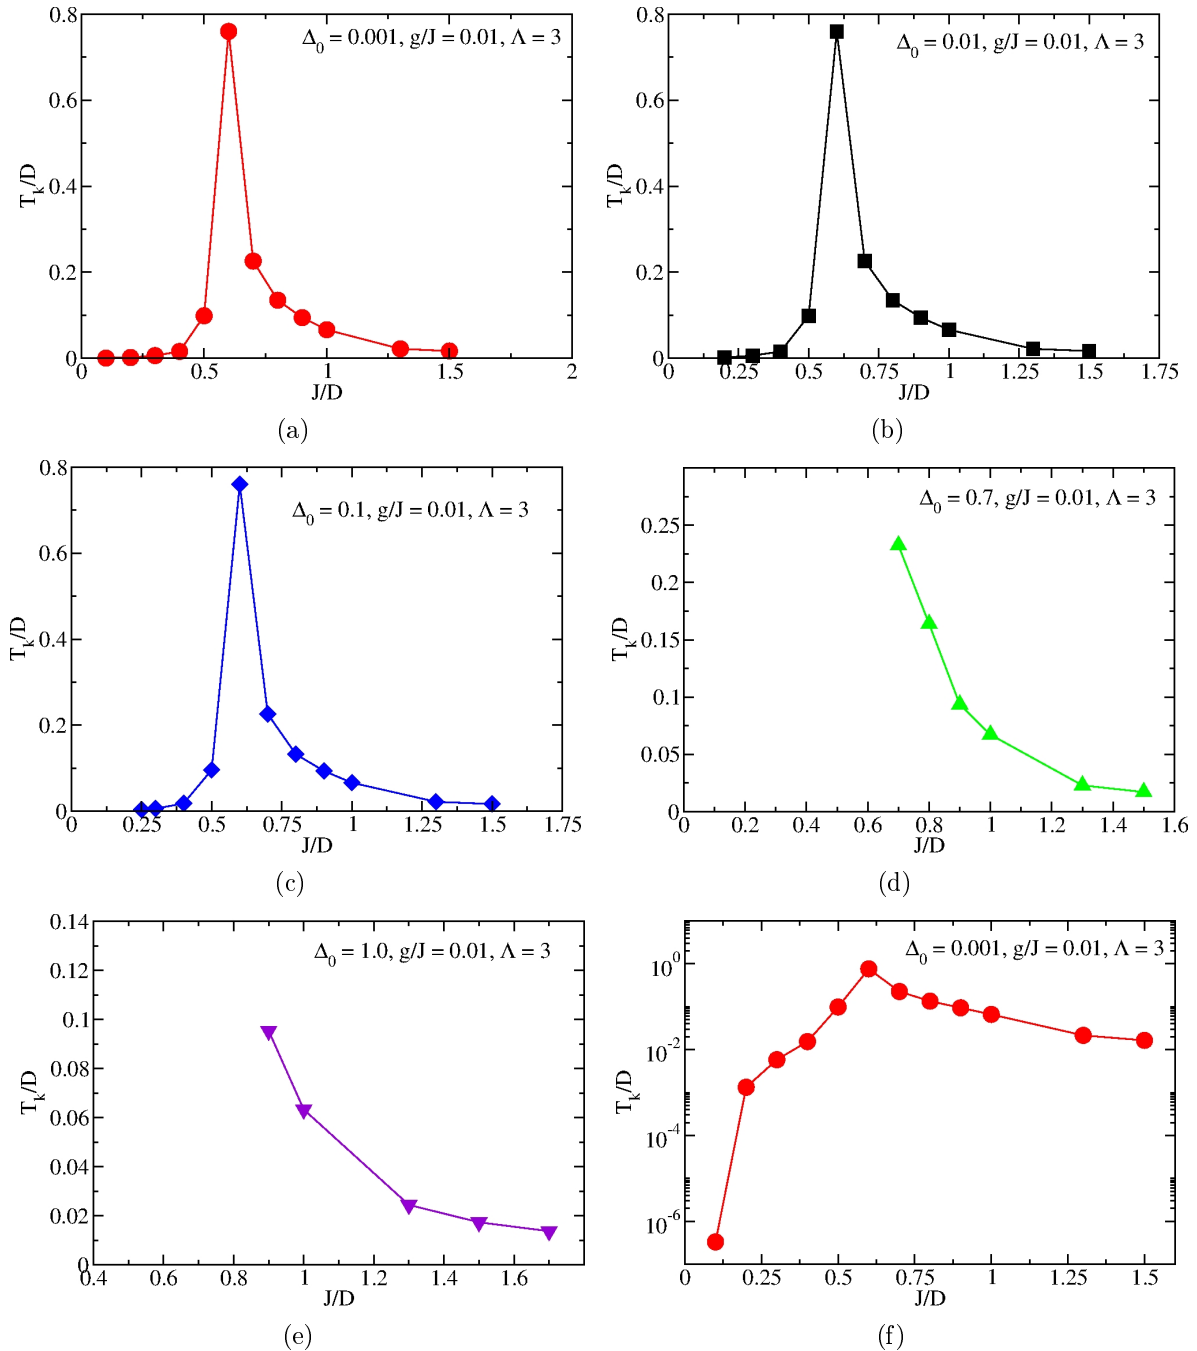 Δ₀ = 0.001, g/J = 0.01, Λ = 3
Tₖ/D
0.8
0.6
0.4
0.2
0
0 0.5 1 1.5 2
J/D
(a)
Δ₀ = 0.01, g/J = 0.01, Λ = 3
Tₖ/D
0.8
0.6
0.4
0.2
0
0 0.25 0.5 0.75 1 1.25 1.5 1.75
J/D
(b)
Δ₀ = 0.1, g/J = 0.01, Λ = 3
Tₖ/D
0.8
0.6
0.4
0.2
0
0 0.25 0.5 0.75 1 1.25 1.5 1.75
J/D
(c)
Δ₀ = 0.7, g/J = 0.01, Λ = 3
Tₖ/D
0.25
0.2
0.15
0.1
0.05
0
0 0.2 0.4 0.6 0.8 1 1.2 1.4 1.6
J/D
(d)
Δ₀ = 1.0, g/J = 0.01, Λ = 3
Tₖ/D
0.14
0.12
0.1
0.08
0.06
0.04
0.02
0
0.4 0.6 0.8 1 1.2 1.4 1.6
J/D
(e)
Δ₀ = 0.001, g/J = 0.01, Λ = 3
Tₖ/D
10⁰
10⁻²
10⁻⁴
10⁻⁶
0 0.25 0.5 0.75 1 1.25 1.5
J/D
(f)